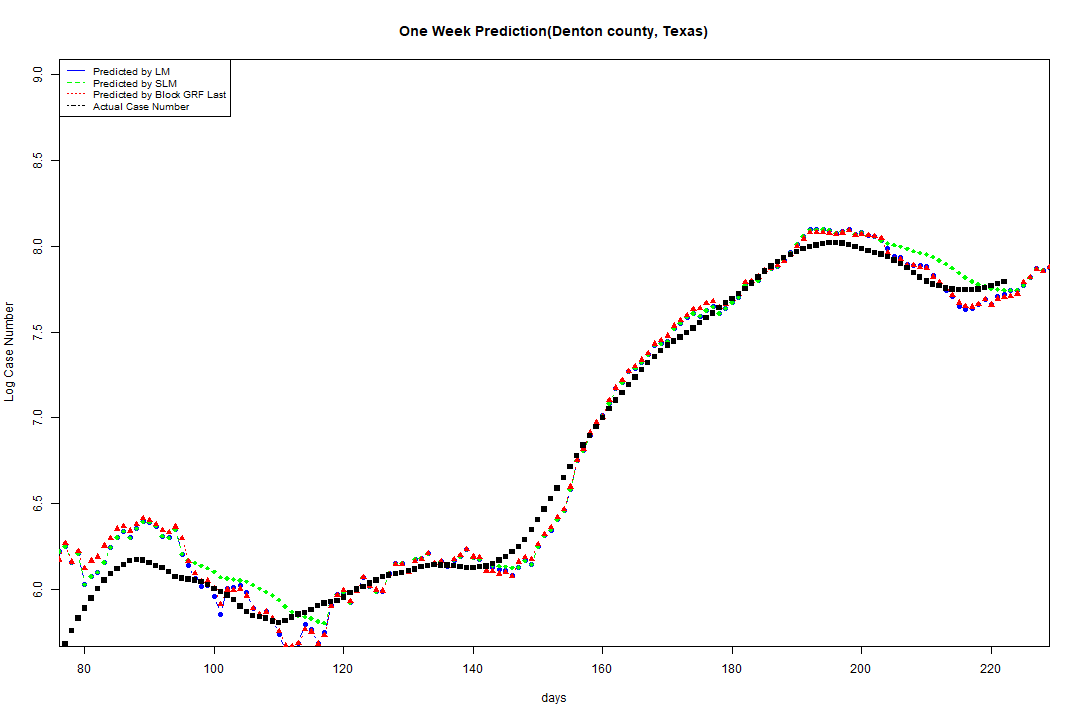 One Week Prediction(Denton county, Texas)
Predicted by LM
Predicted by SLM
Predicted by Block GRF Last
Actual Case Number
9.0
8.5
8.0
7.5
7.0
6.5
6.0
Log Case Number
80 100 120 140 160 180 200 220
days